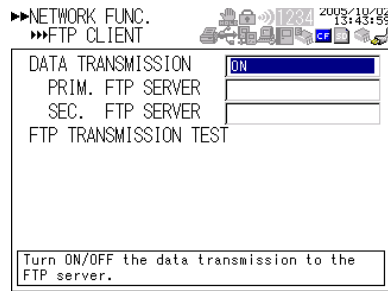 ▶▶NETWORK FUNC.
1234 2005/10/02
▶▶▶FTP CLIENT
13:43:59
CF SD
DATA TRANSMISSION ON
PRIM. FTP SERVER
SEC. FTP SERVER
FTP TRANSMISSION TEST
Turn ON/OFF the data transmission to the
FTP server.